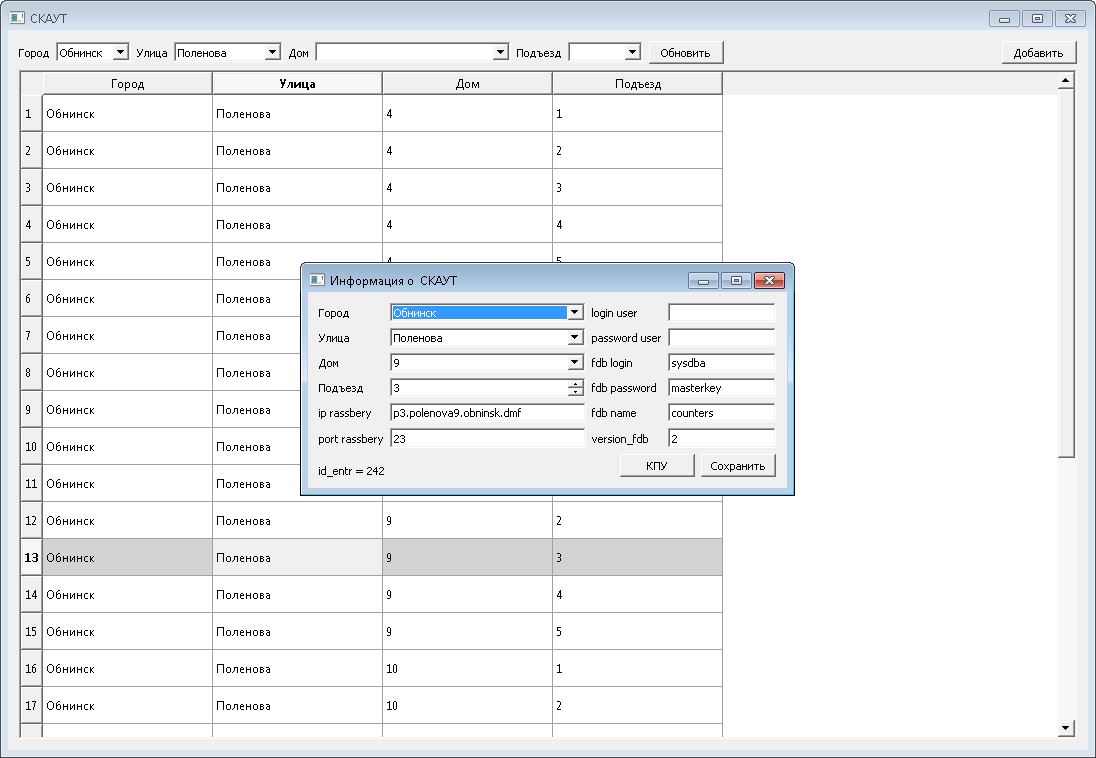 СКАУТ
Город Обнинск Улица Поленова Дом Подъезд Обновить Добавить
Город Улица Дом Подъезд
1 Обнинск Поленова 4 1
2 Обнинск Поленова 4 2
3 Обнинск Поленова 4 3
4 Обнинск Поленова 4 4
5 Обнинск Поленова 4 5
6 Обнинск Поленова
7 Обнинск Поленова
8 Обнинск Поленова
9 Обнинск Поленова
10 Обнинск Поленова
11 Обнинск Поленова
12 Обнинск Поленова 9 2
13 Обнинск Поленова 9 3
14 Обнинск Поленова 9 4
15 Обнинск Поленова 9 5
16 Обнинск Поленова 10 1
17 Обнинск Поленова 10 2
Информация о СКАУТ
Город Обнинск login user
Улица Поленова password user
Дом 9 fdb login sysdba
Подъезд 3 fdb password masterkey
ip rassbery p3.polenova9.obninsk.dmf fdb name counters
port rassbery 23 version_fdb 2
id_entr = 242 КПУ Сохранить